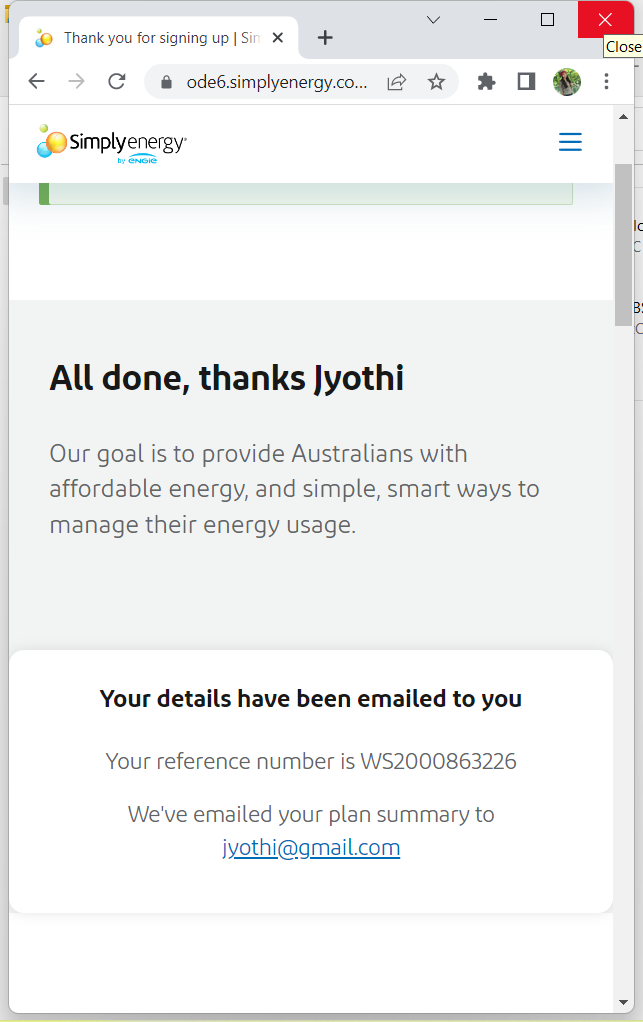 Thank you for signing up | Sim
Close
ode6.simplyenergy.co...
Simplyenergy
by ENGIE
All done, thanks Jyothi
Our goal is to provide Australians with
affordable energy, and simple, smart ways to
manage their energy usage.
Your details have been emailed to you
Your reference number is WS2000863226
We've emailed your plan summary to
jyothi@gmail.com